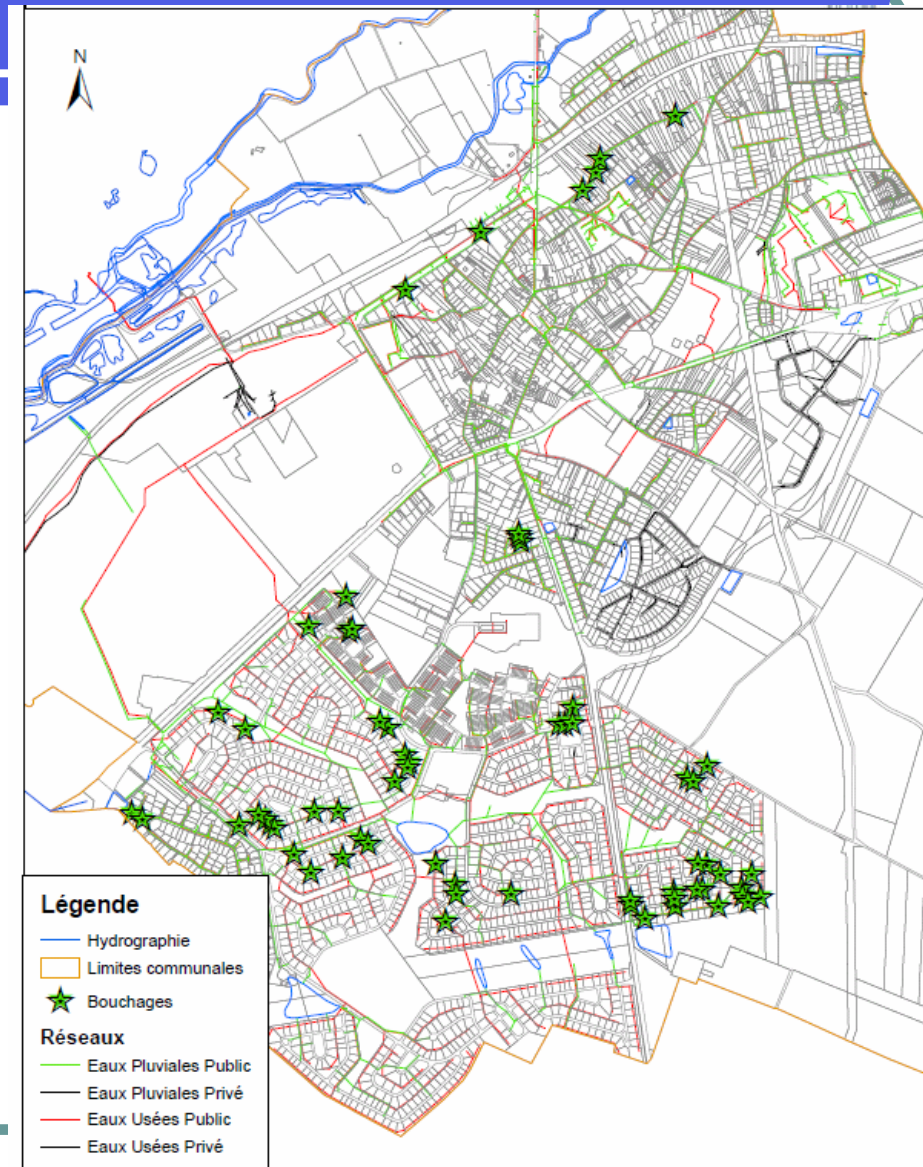 N
Légende
Hydrographie
Limites communales
Bouchages
Réseaux
Eaux Pluviales Public
Eaux Pluviales Privé
Eaux Usées Public
Eaux Usées Privé